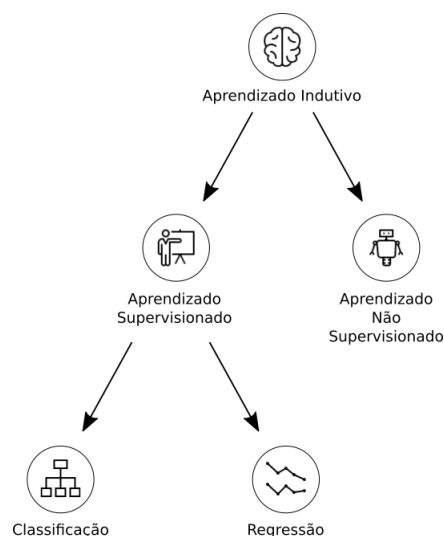 Aprendizado Indutivo
Aprendizado
Supervisionado
Aprendizado
Não
Supervisionado
Classificação
Regressão